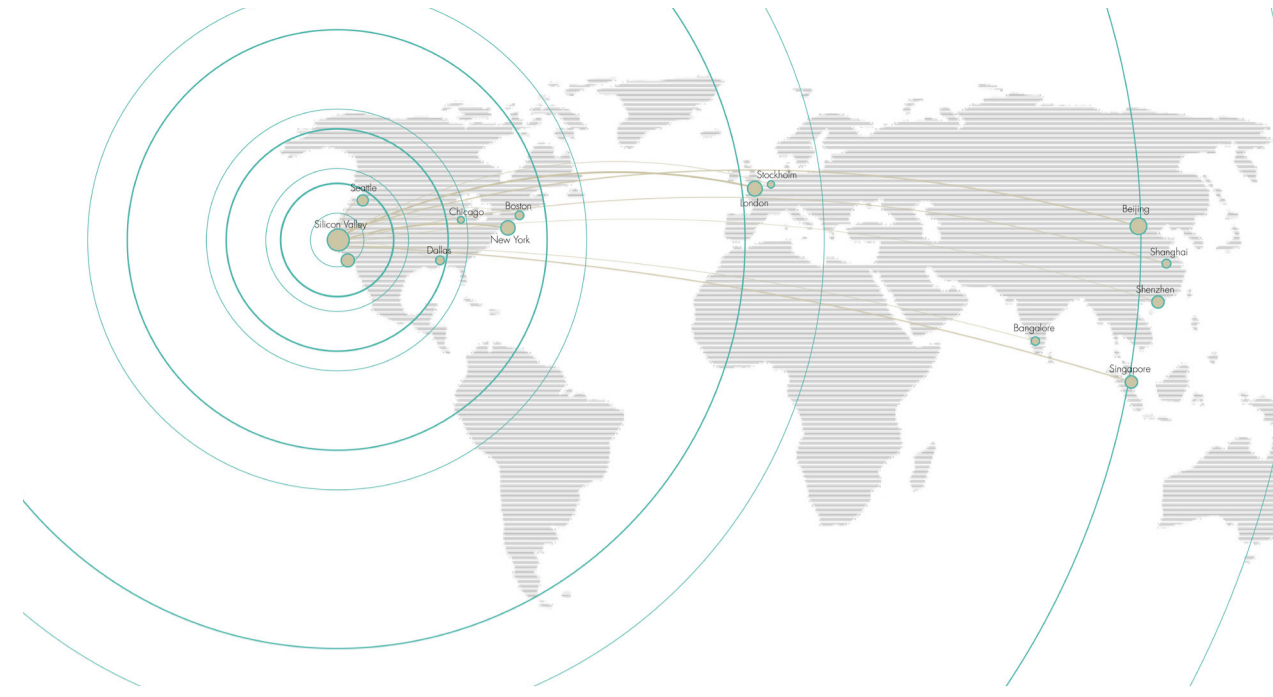 Stockholm
Seattle
London
Boston
Chicago
Beijing
Silicon Valley
New York
Dallas
Shanghai
Shenzhen
Bangalore
Singapore